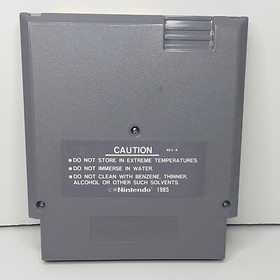 CAUTION
REV-A
• DO NOT STORE IN EXTREME TEMPERATURES.
• DO NOT IMMERSE IN WATER.
• DO NOT CLEAN WITH BENZENE, THINNER,
ALCOHOL OR OTHER SUCH SOLVENTS.
©®Nintendo 1985